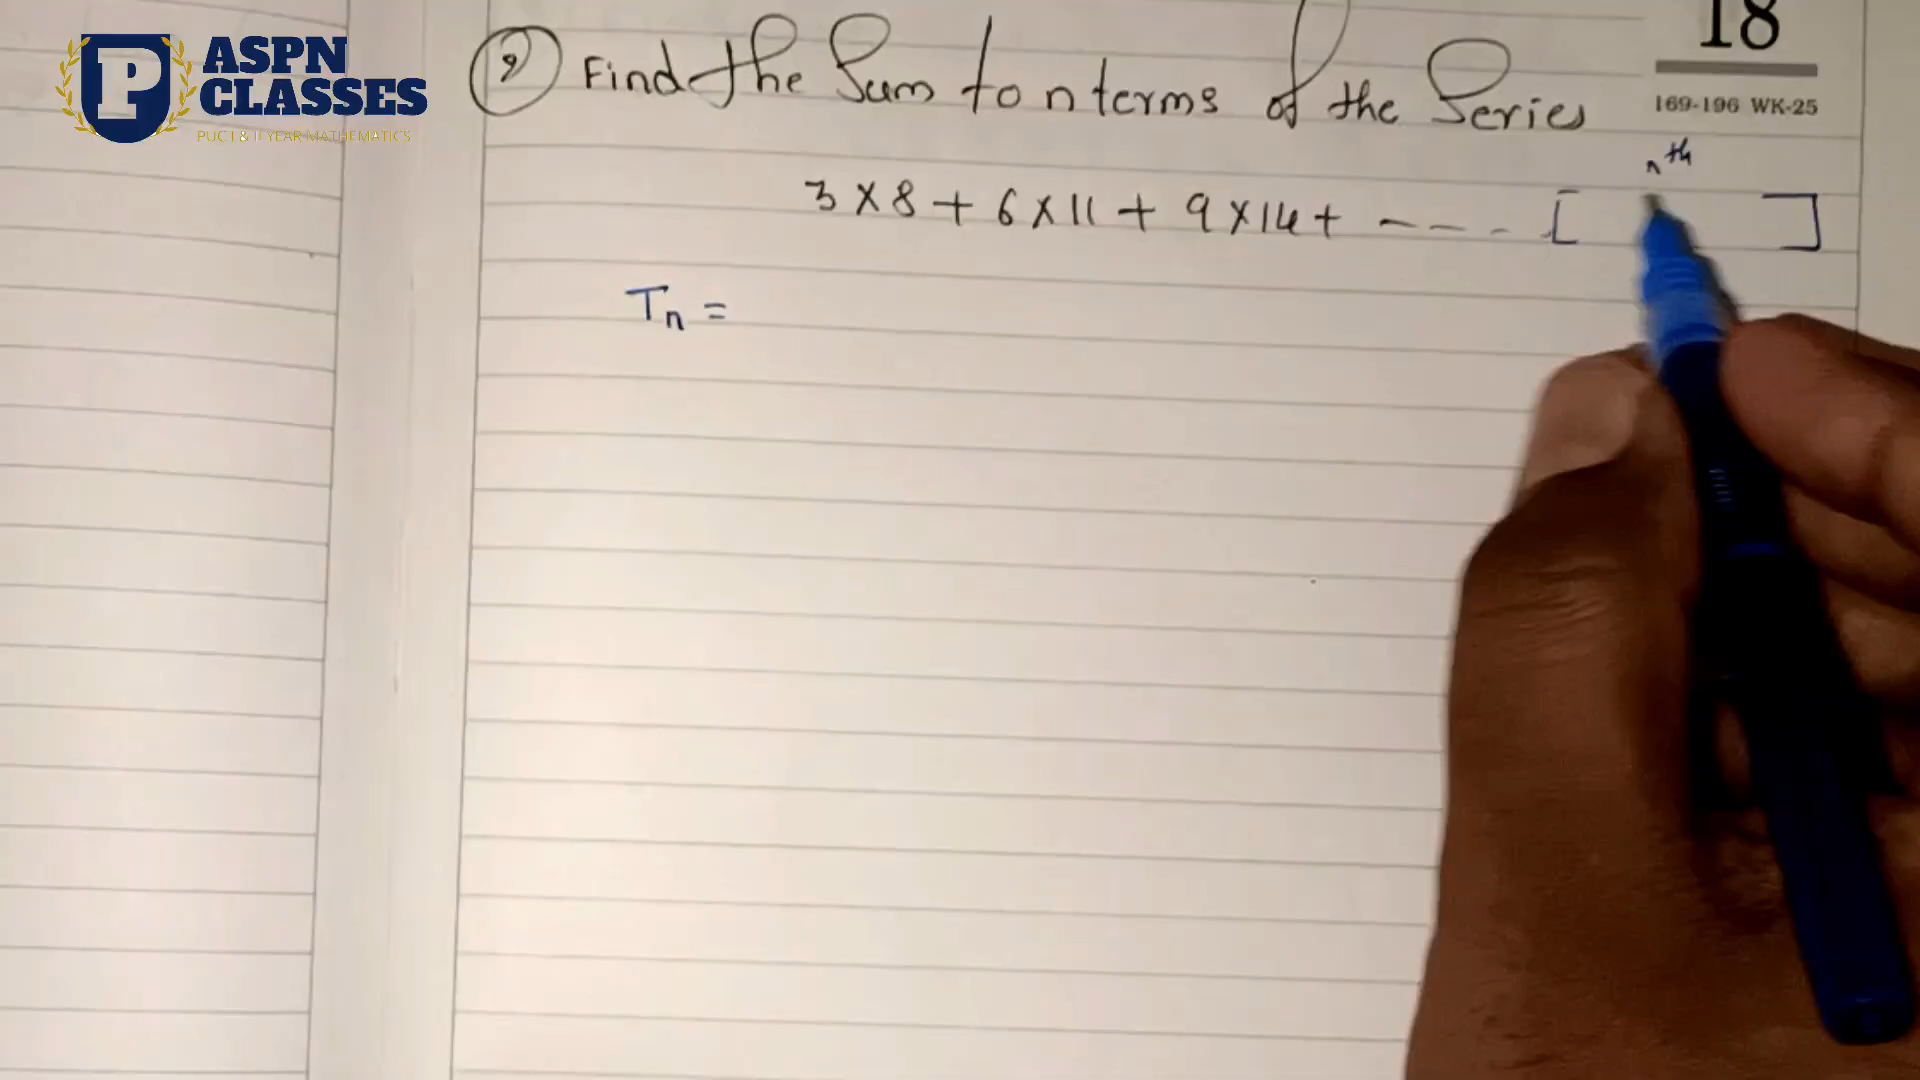 P
ASPN
CLASSES
PUC I & II YEAR MATHEMATICS
18
169-196 WK-25
2 Find the Sum to n terms of the Series
nth
3 × 8 + 6 × 11 + 9 × 14 + - - - - [ ]
Tn =